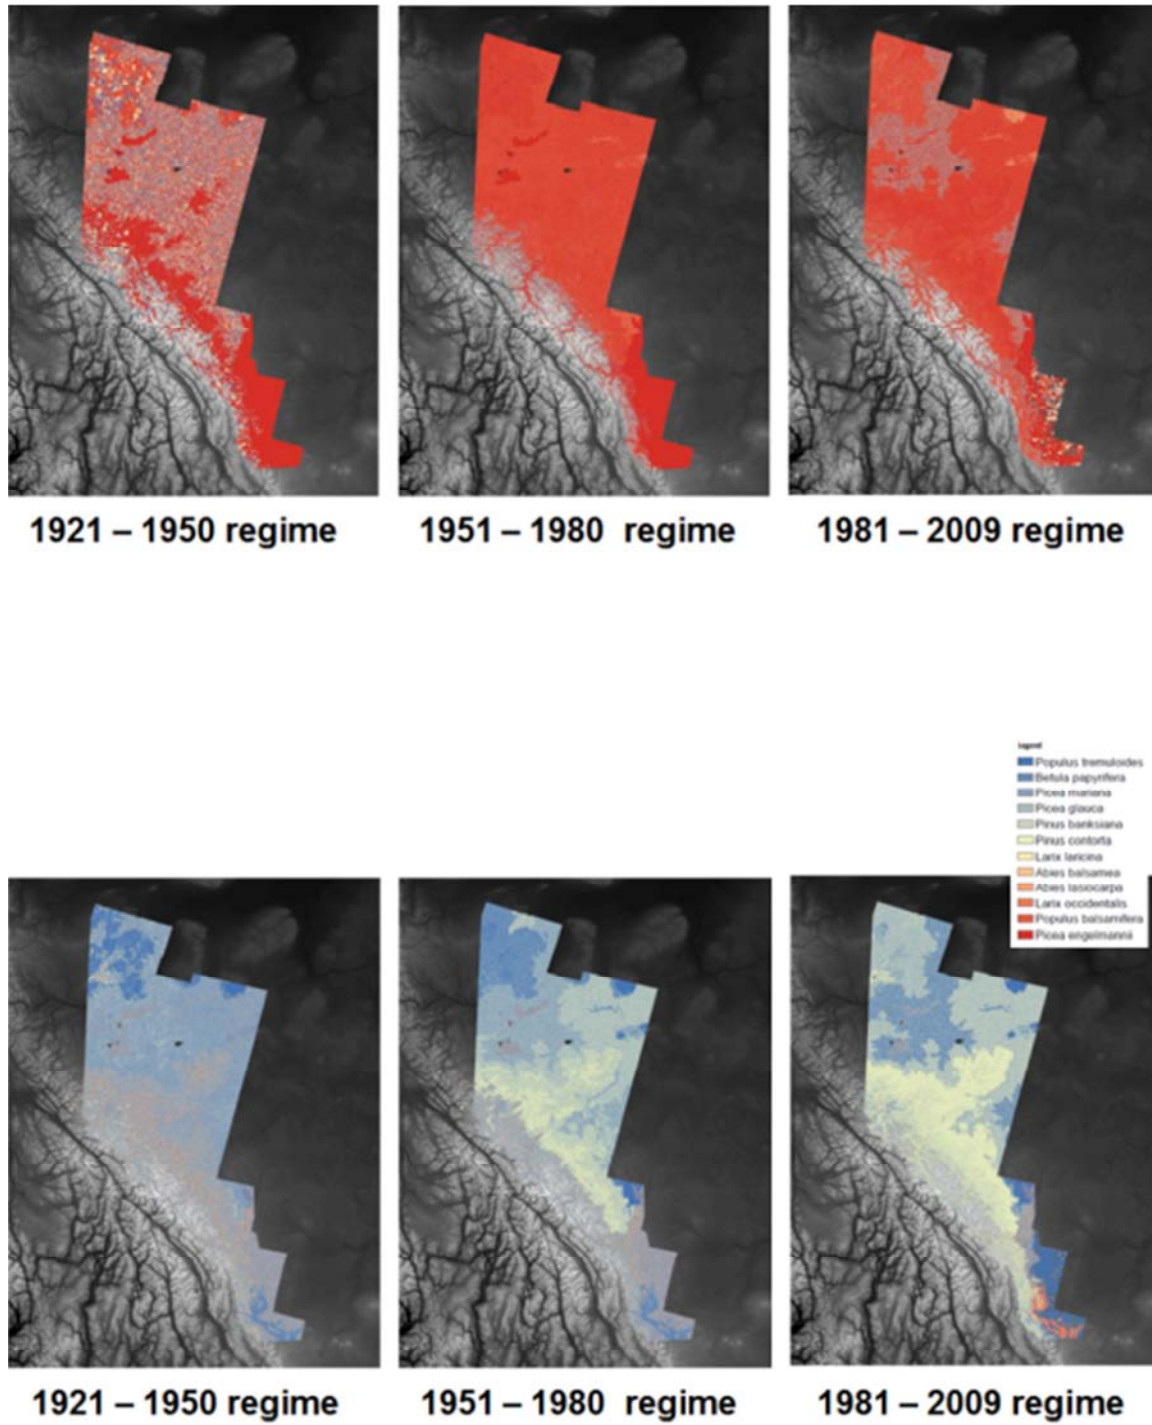 1921 – 1950 regime
1951 – 1980 regime
1981 – 2009 regime
Legend
Populus tremuloides
Betula papyrifera
Picea mariana
Picea glauca
Pinus banksiana
Pinus contorta
Larix laricina
Abies balsamea
Abies lasiocarpa
Larix occidentalis
Populus balsamifera
Picea engelmannii
1921 – 1950 regime
1951 – 1980 regime
1981 – 2009 regime